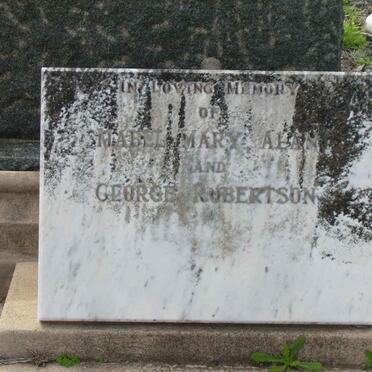 IN LOVING MEMORY
OF
MABEL MARY
AND
GEORGE ROBERTSON